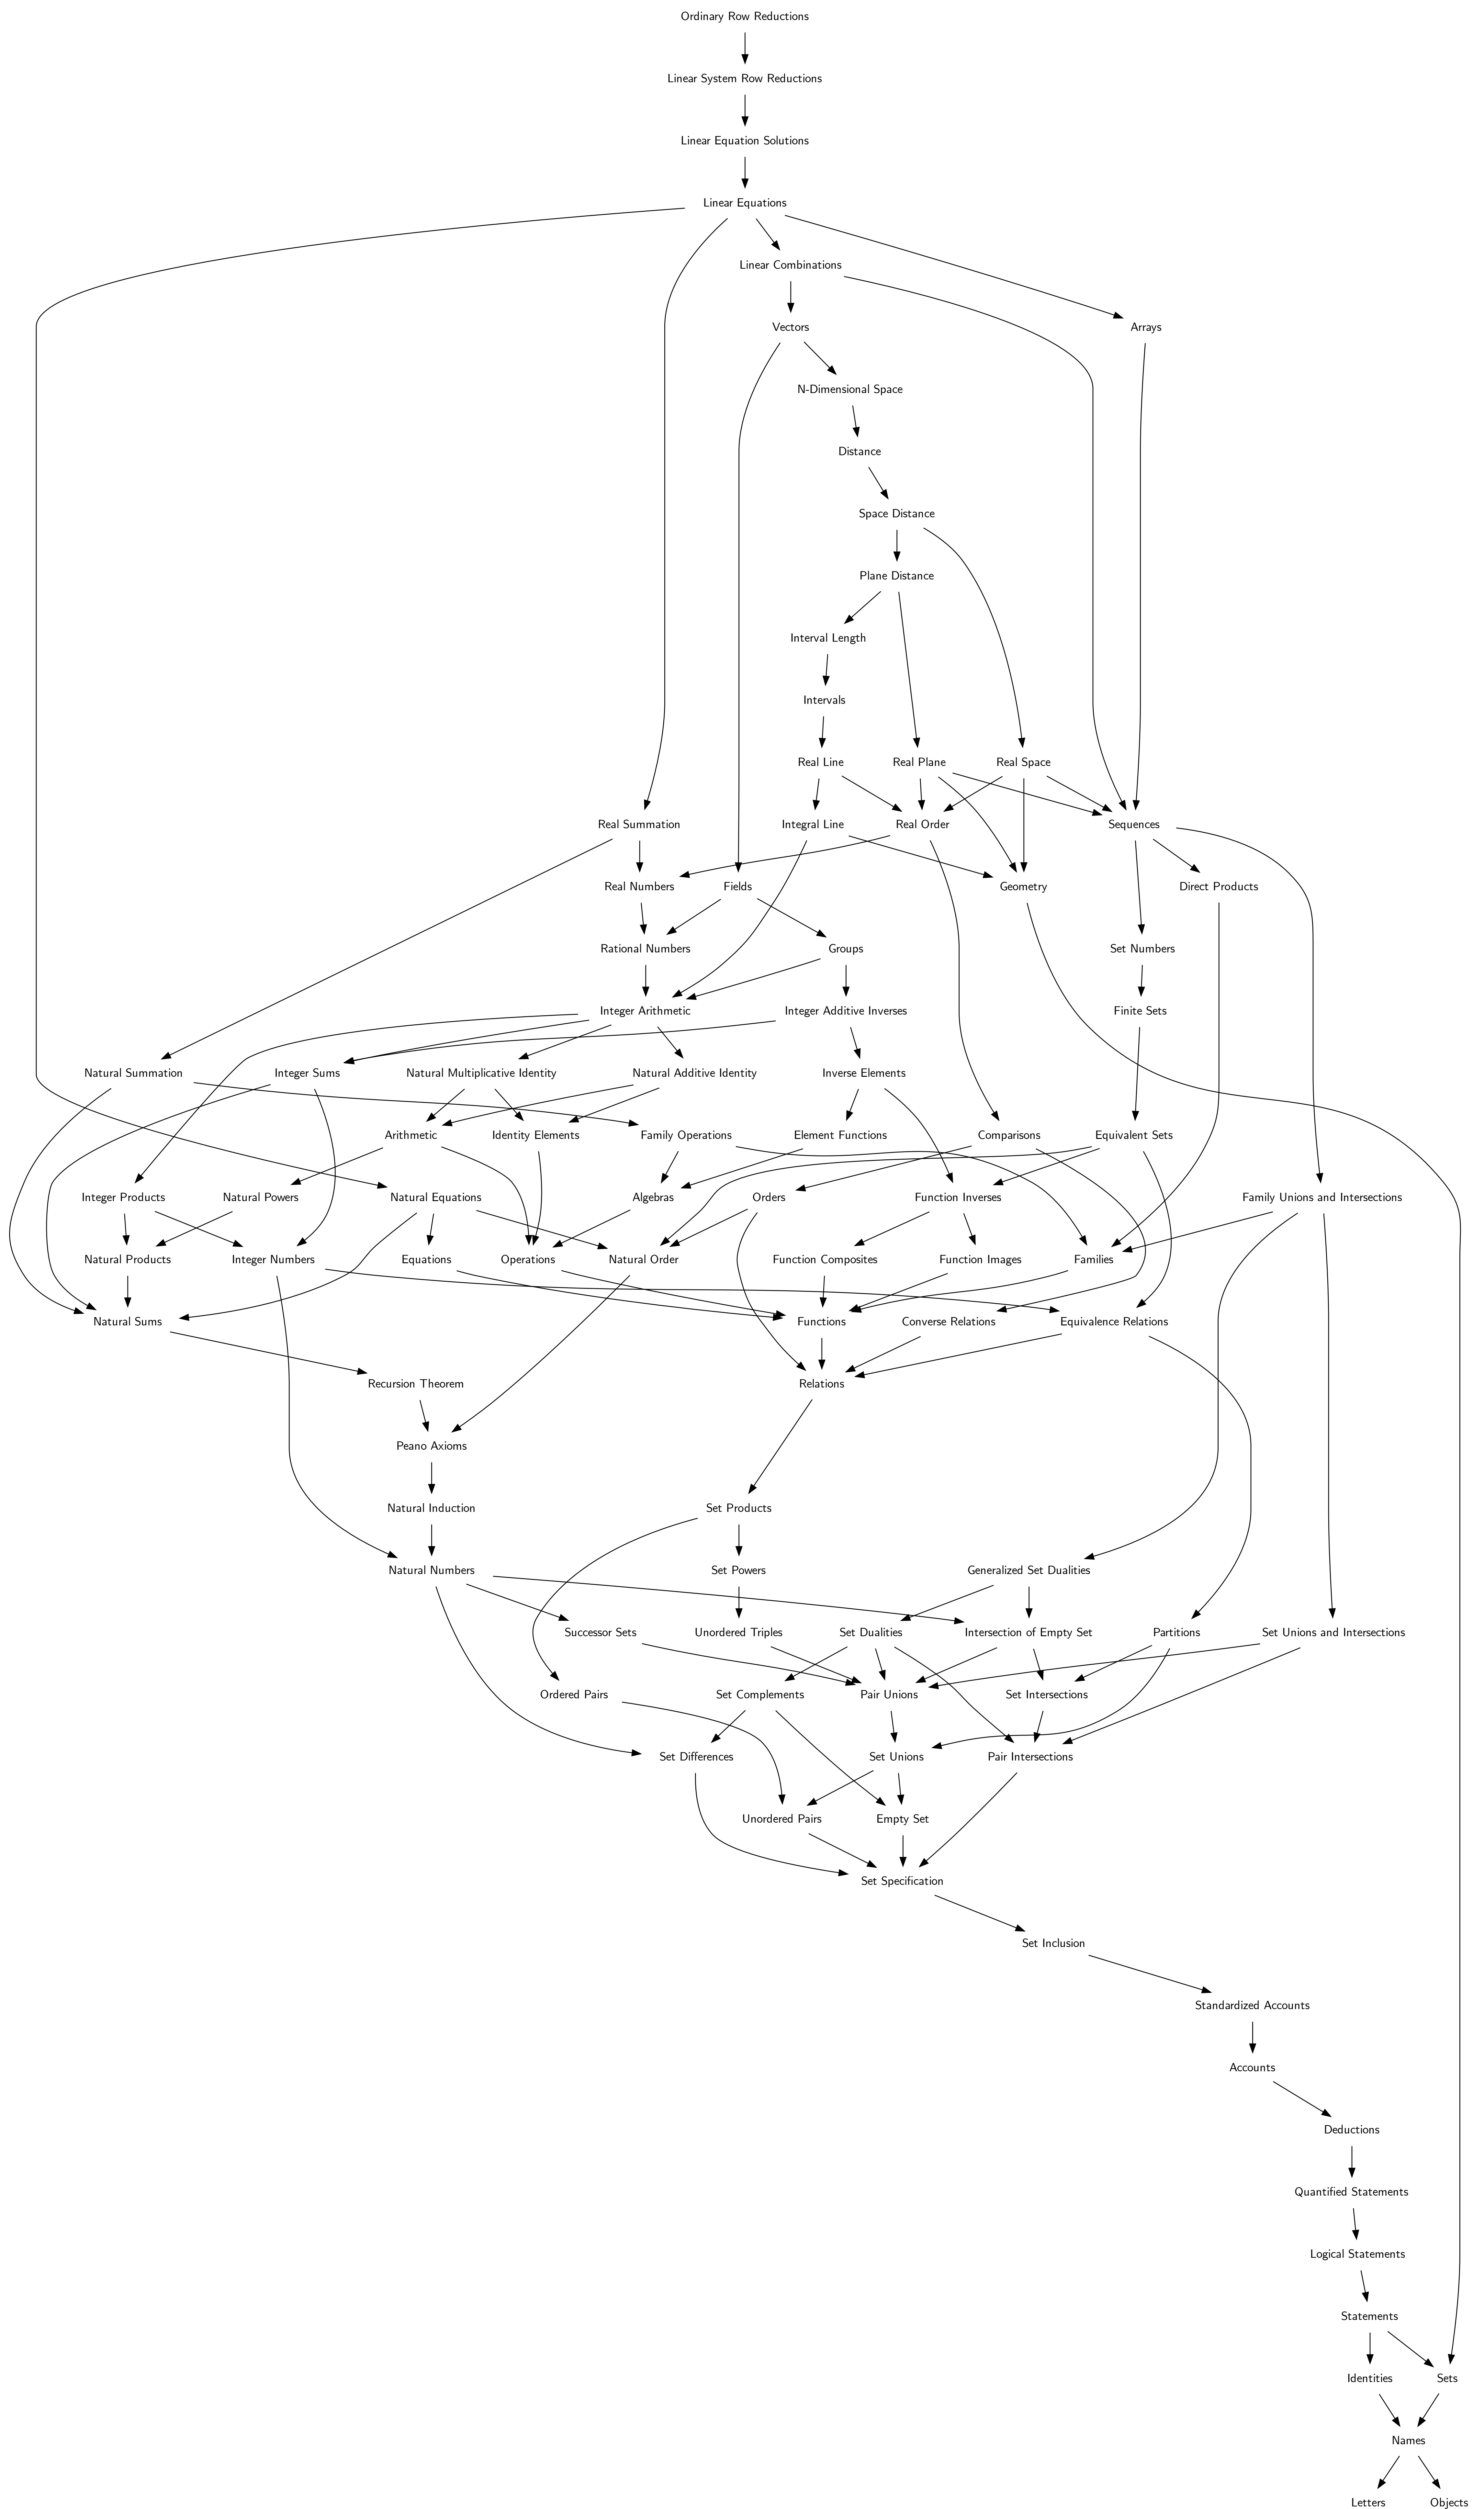 Ordinary Row Reductions
Linear System Row Reductions
Linear Equation Solutions
Linear Equations
Linear Combinations
Vectors
Arrays
N-Dimensional Space
Distance
Space Distance
Plane Distance
Interval Length
Intervals
Real Line
Real Plane
Real Space
Real Summation
Integral Line
Real Order
Sequences
Real Numbers
Fields
Geometry
Direct Products
Rational Numbers
Groups
Set Numbers
Integer Arithmetic
Integer Additive Inverses
Finite Sets
Natural Summation
Integer Sums
Natural Multiplicative Identity
Natural Additive Identity
Inverse Elements
Arithmetic
Identity Elements
Family Operations
Element Functions
Comparisons
Equivalent Sets
Integer Products
Natural Powers
Natural Equations
Algebras
Orders
Function Inverses
Family Unions and Intersections
Natural Products
Integer Numbers
Equations
Operations
Natural Order
Function Composites
Function Images
Families
Natural Sums
Functions
Converse Relations
Equivalence Relations
Recursion Theorem
Relations
Peano Axioms
Natural Induction
Set Products
Natural Numbers
Set Powers
Generalized Set Dualities
Successor Sets
Unordered Triples
Set Dualities
Intersection of Empty Set
Partitions
Set Unions and Intersections
Ordered Pairs
Set Complements
Pair Unions
Set Intersections
Set Differences
Set Unions
Pair Intersections
Unordered Pairs
Empty Set
Set Specification
Set Inclusion
Standardized Accounts
Accounts
Deductions
Quantified Statements
Logical Statements
Statements
Identities
Sets
Names
Letters
Objects